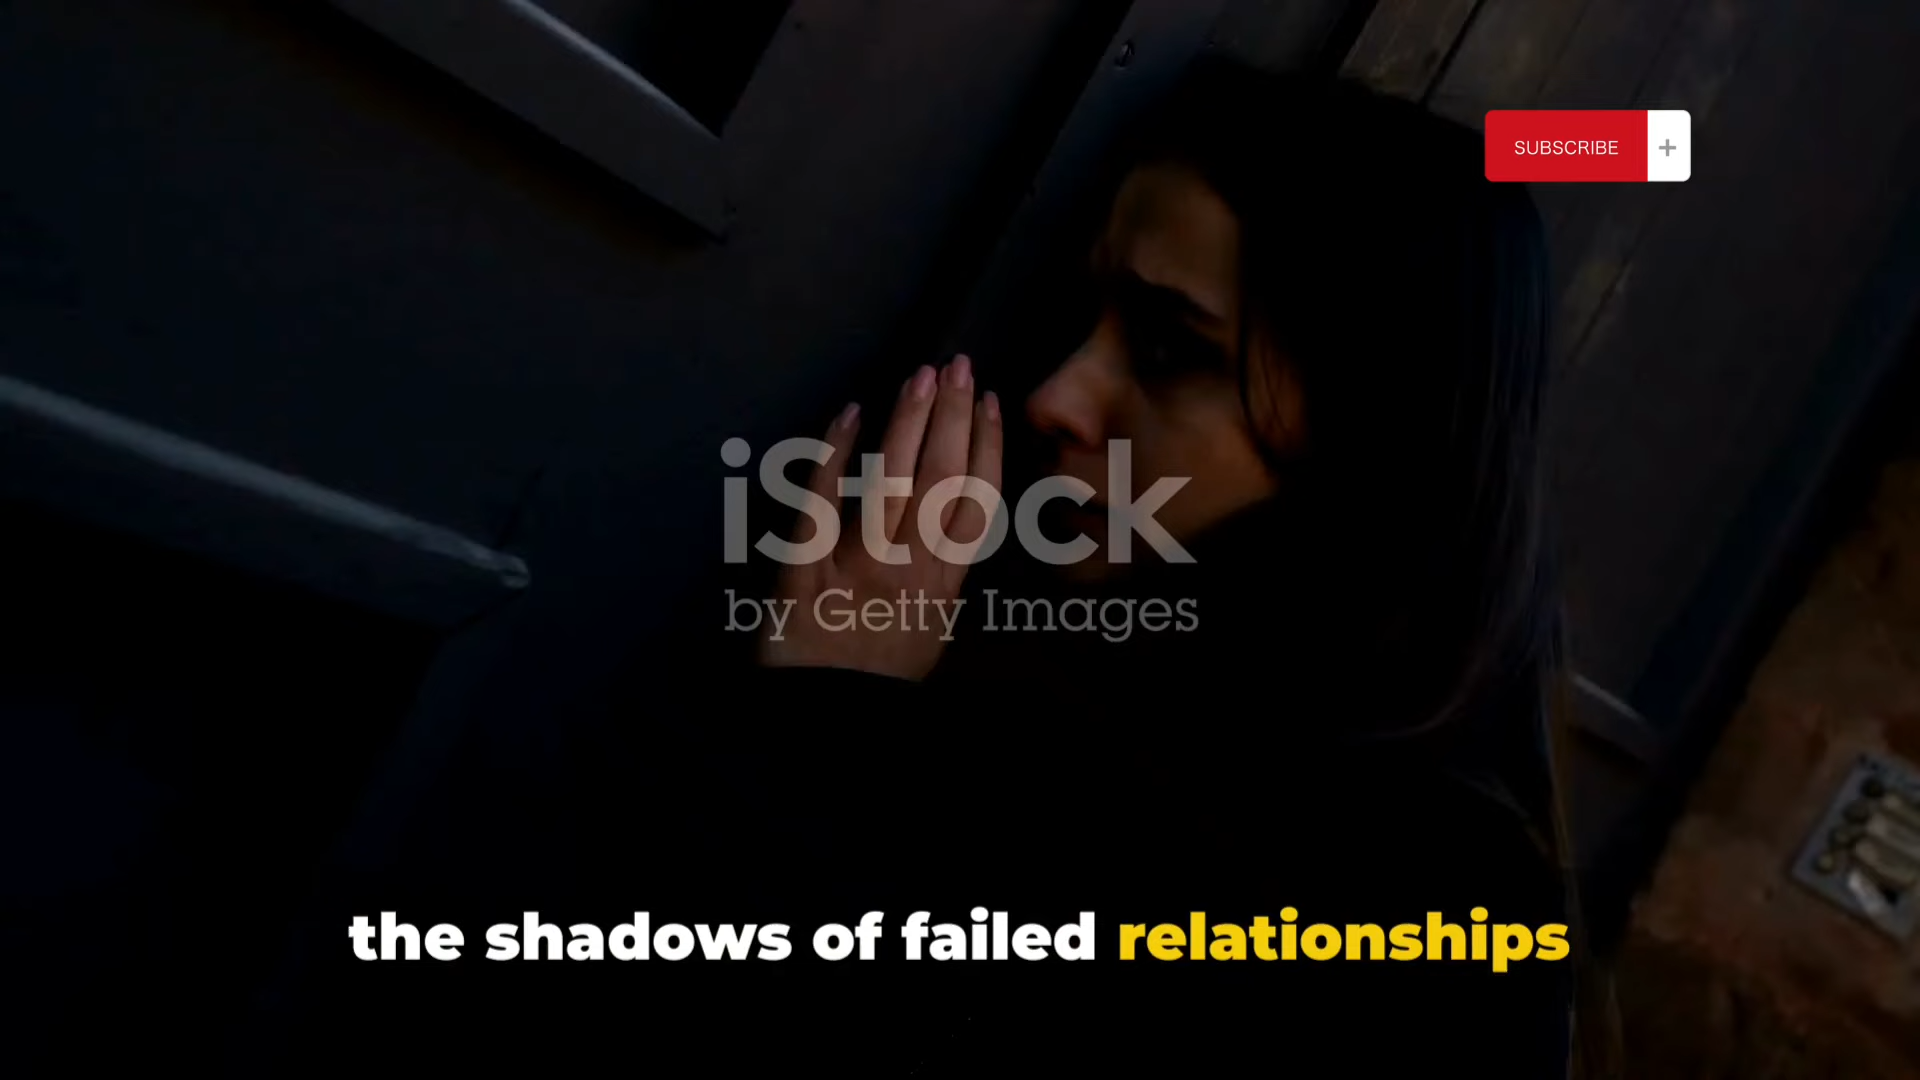 SUBSCRIBE +
iStock
by Getty Images
the shadows of failed relationships